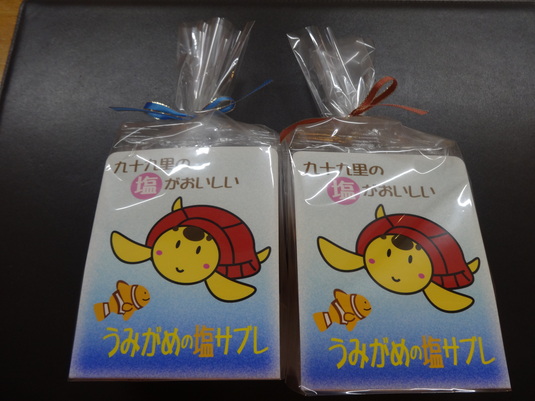 九十九里の
塩がおいしい
うみがめの塩サブレ
九十九里の
塩がおいしい
うみがめの塩サブレ